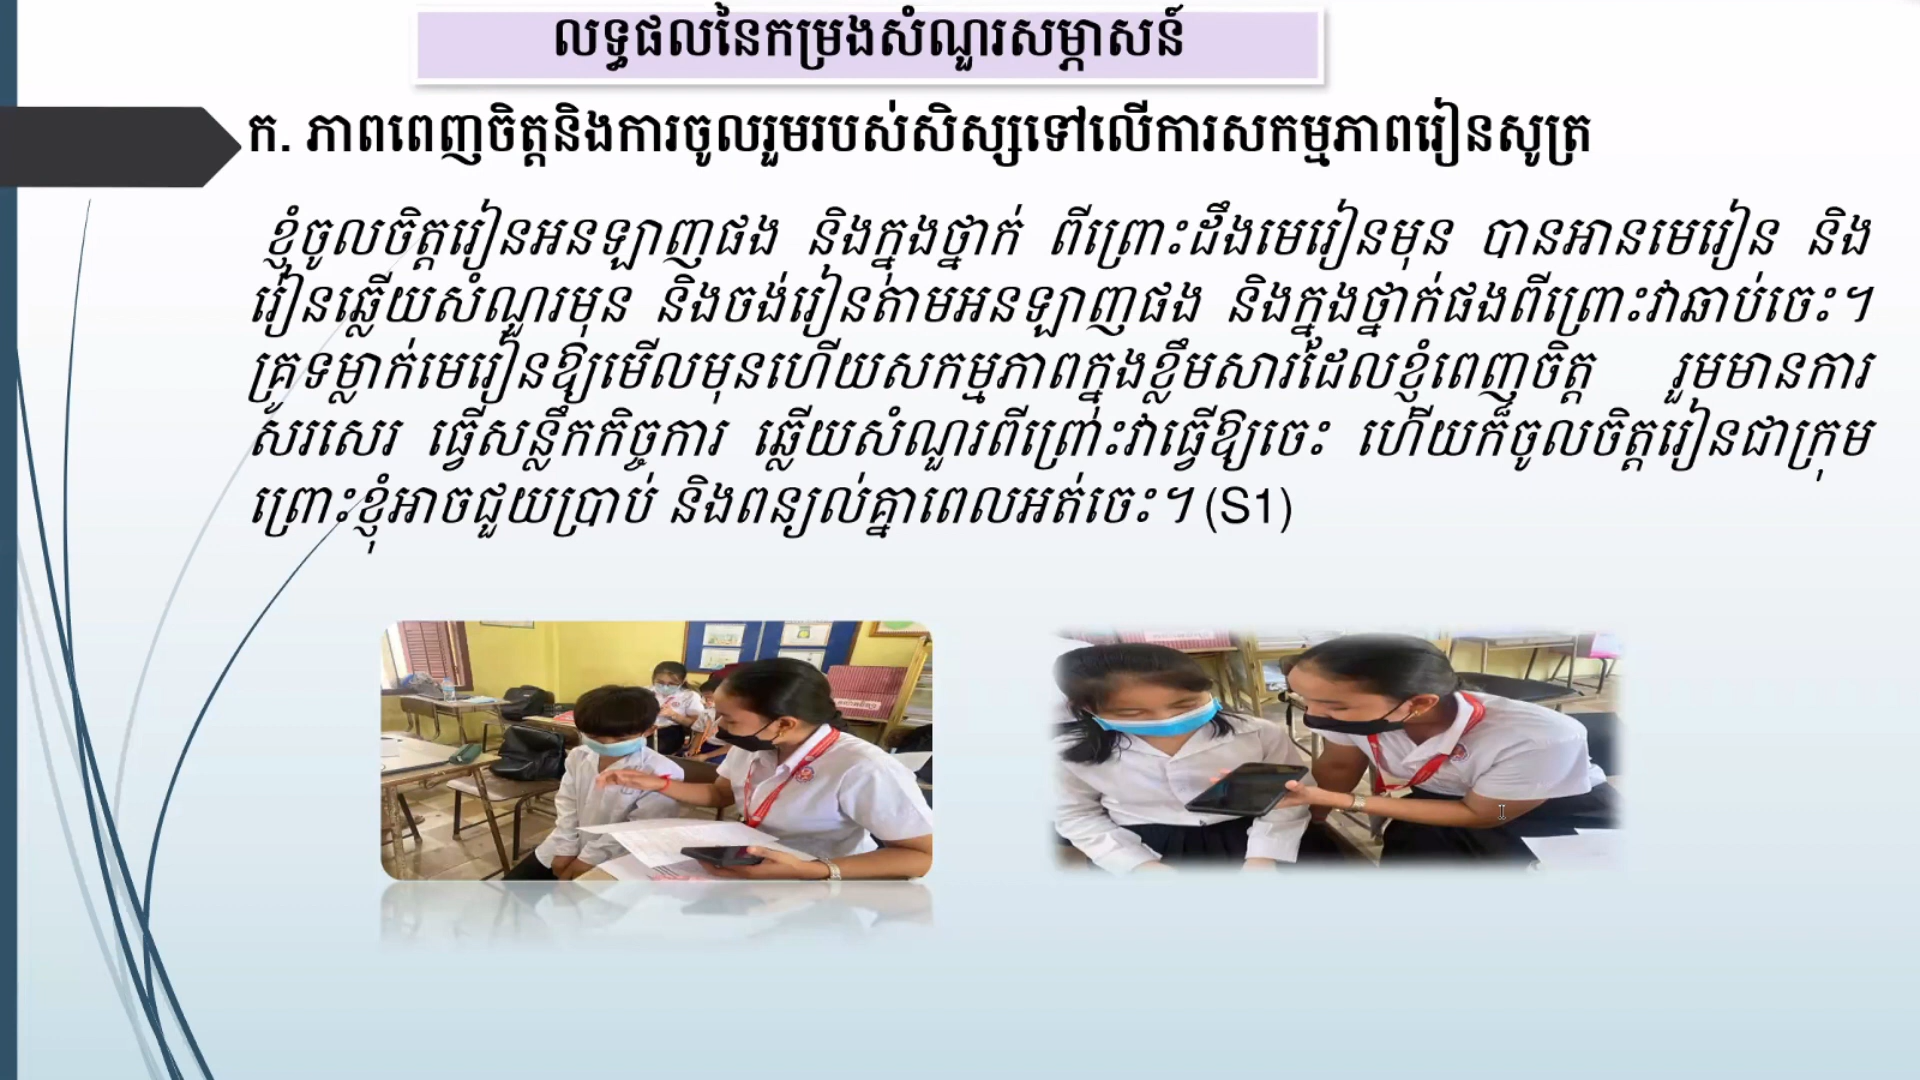 លទ្ធផលនៃកម្រងសំណួរសម្ភាសន៍
ក. ភាពពេញចិត្តនិងការចូលរួមរបស់សិស្សទៅលើការសកម្មភាពរៀនសូត្រ
ខ្ញុំចូលចិត្តរៀនអនឡាញផង និងក្នុងថ្នាក់ ពីព្រោះដឹងមេរៀនមុន បានអានមេរៀន និង
រៀនឆ្លើយសំណួរមុន និងចង់រៀនតាមអនឡាញផង និងក្នុងថ្នាក់ផងពីព្រោះវាឆាប់ចេះ។
គ្រូទម្លាក់មេរៀនឱ្យមើលមុនហើយសកម្មភាពក្នុងខ្លឹមសារដែលខ្ញុំពេញចិត្ត រួមមានការ
សរសេរ ធ្វើសន្លឹកកិច្ចការ ឆ្លើយសំណួរពីព្រោះវាធ្វើឱ្យចេះ ហើយក៏ចូលចិត្តរៀនជាក្រុម
ព្រោះខ្ញុំអាចជួយប្រាប់ និងពន្យល់គ្នាពេលអត់ចេះ។ (S1)